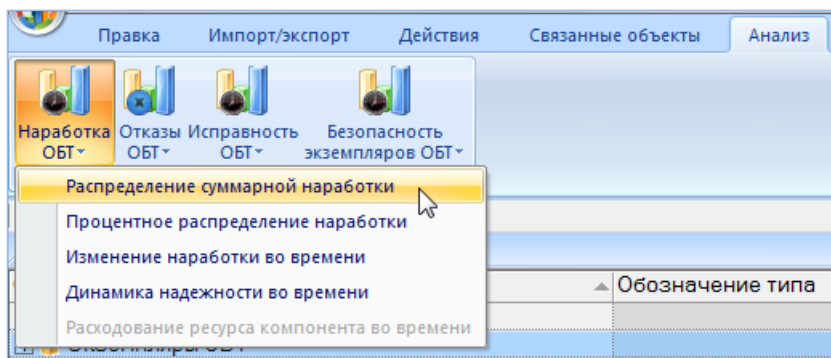 Правка Импорт/экспорт Действия Связанные объекты Анализ
Наработка Отказы Исправность Безопасность
ОБТ ОБТ ОБТ экземпляров ОБТ
Распределение суммарной наработки
Процентное распределение наработки
Изменение наработки во времени
Динамика надежности во времени
Обозначение типа
Расходование ресурса компонента во времени